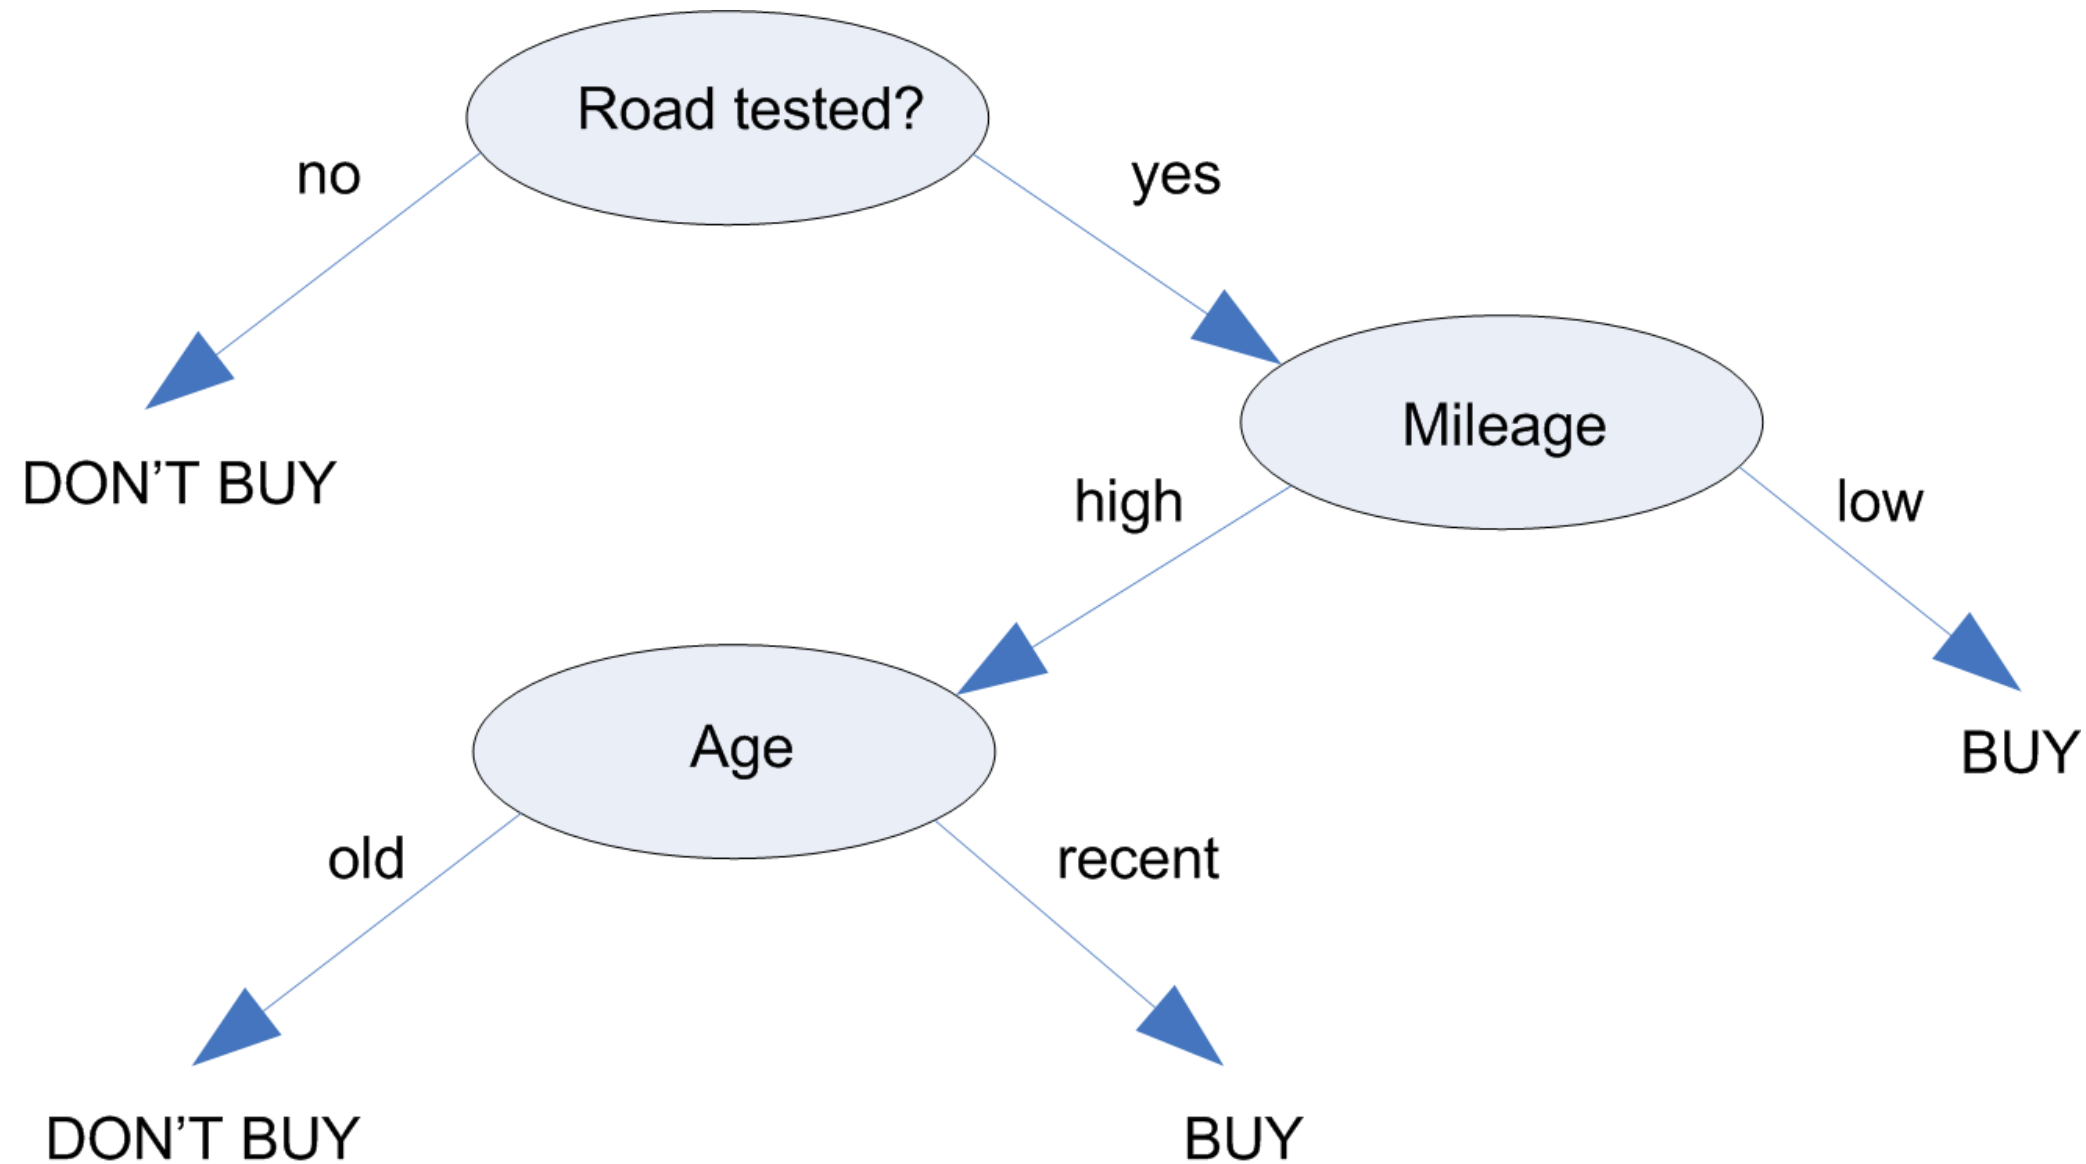 Road tested?
no
yes
Mileage
DON’T BUY
high
low
Age
BUY
old
recent
DON’T BUY
BUY